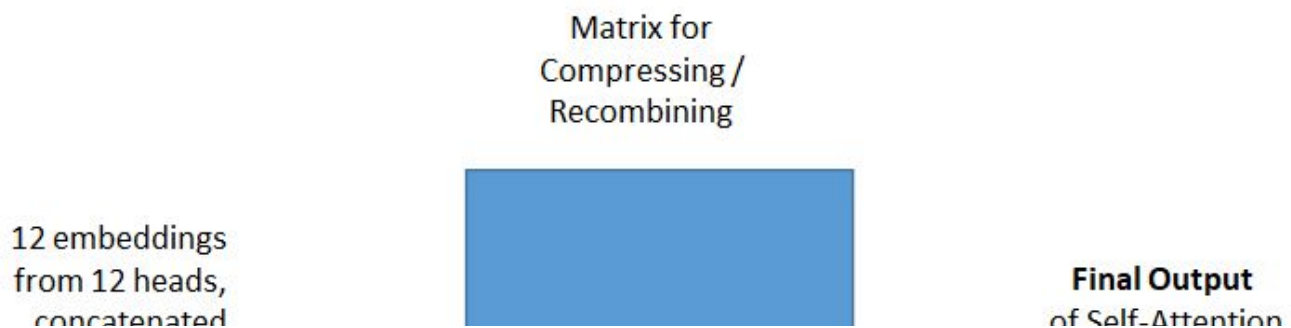 Matrix for
Compressing /
Recombining
12 embeddings
from 12 heads,
concatenated
Final Output
of Self-Attention